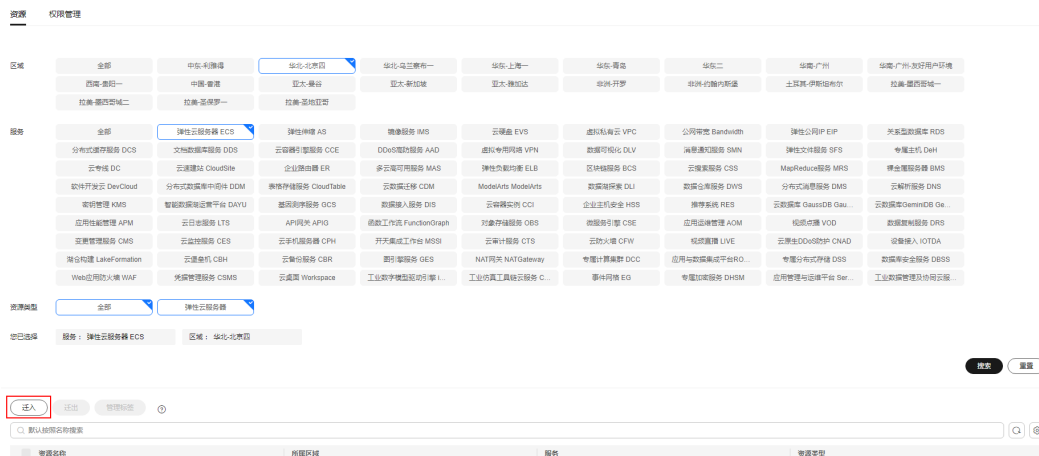 资源 权限管理
区域 全部 中东-利雅得 华北-北京四 华北-乌兰察布一 华东-上海一 华东-青岛 华东二 华南-广州 华南-广州-友好用户环境
西南-贵阳一 中国-香港 亚太-曼谷 亚太-新加坡 亚太-雅加达 非洲-开罗 非洲-约翰内斯堡 土耳其-伊斯坦布尔 拉美-墨西哥城一
拉美-墨西哥城二 拉美-圣保罗一 拉美-圣地亚哥
服务 全部 弹性云服务器 ECS 弹性伸缩 AS 镜像服务 IMS 云硬盘 EVS 虚拟私有云 VPC 公网带宽 Bandwidth 弹性公网IP EIP 关系型数据库 RDS
分布式缓存服务 DCS 文档数据库服务 DDS 云容器引擎服务 CCE DDoS高防服务 AAD 虚拟专用网络 VPN 数据可视化 DLV 消息通知服务 SMN 弹性文件服务 SFS 专属主机 DeH
云专线 DC 云速建站 CloudSite 企业路由器 ER 多云高可用服务 MAS 弹性负载均衡 ELB 区块链服务 BCS 云搜索服务 CSS MapReduce服务 MRS 裸金属服务器 BMS
软件开发云 DevCloud 分布式数据库中间件 DDM 表格存储服务 CloudTable 云数据迁移 CDM ModelArts ModelArts 数据湖探索 DLI 数据仓库服务 DWS 分布式消息服务 DMS 云解析服务 DNS
密钥管理 KMS 智能数据湖运营平台 DAYU 基因测序服务 GCS 数据接入服务 DIS 云容器实例 CCI 企业主机安全 HSS 推荐系统 RES 云数据库 GaussDB Gau... 云数据库GeminiDB Ge...
应用性能管理 APM 云日志服务 LTS API网关 APIG 函数工作流 FunctionGraph 对象存储服务 OBS 微服务引擎 CSE 应用运维管理 AOM 视频点播 VOD 数据复制服务 DRS
变更管理服务 CMS 云监控服务 CES 云手机服务器 CPH 开天集成工作台 MSSI 云审计服务 CTS 云防火墙 CFW 视频直播 LIVE 云原生DDoS防护 CNAD 设备接入 IOTDA
湖仓构建 LakeFormation 云堡垒机 CBH 云备份服务 CBR 图引擎服务 GES NAT网关 NATGateway 专属计算集群 DCC 应用与数据集成平台RO... 专属分布式存储 DSS 数据库安全服务 DBSS
Web应用防火墙 WAF 凭据管理服务 CSMS 云桌面 Workspace 工业数字模型驱动引擎 i... 工业仿真工具链云服务 C... 事件网格 EG 专属加密服务 DHSM 应用管理与运维平台 Ser... 工业数据管理及协同云服...
资源类型 全部 弹性云服务器
您已选择 服务： 弹性云服务器 ECS 区域： 华北-北京四
搜索 重置
迁入 迁出 管理标签
默认按照名称搜索
资源名称 所属区域 服务 资源类型